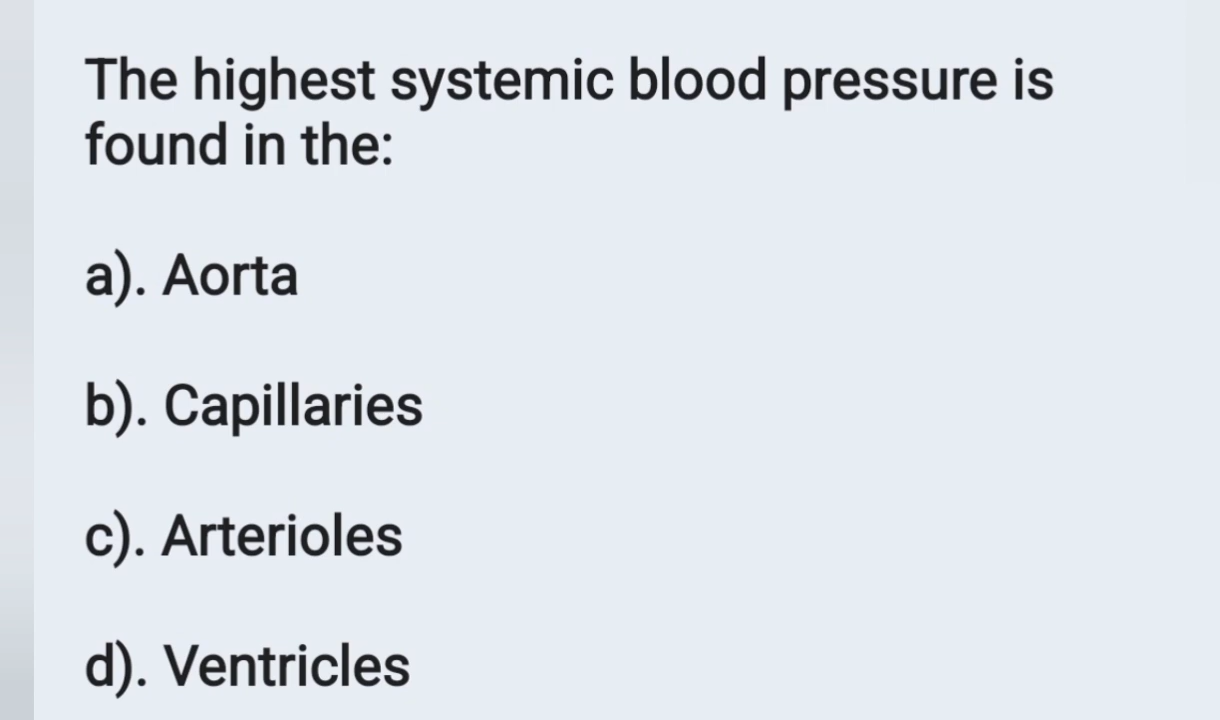 The highest systemic blood pressure is
found in the:
a). Aorta
b). Capillaries
c). Arterioles
d). Ventricles